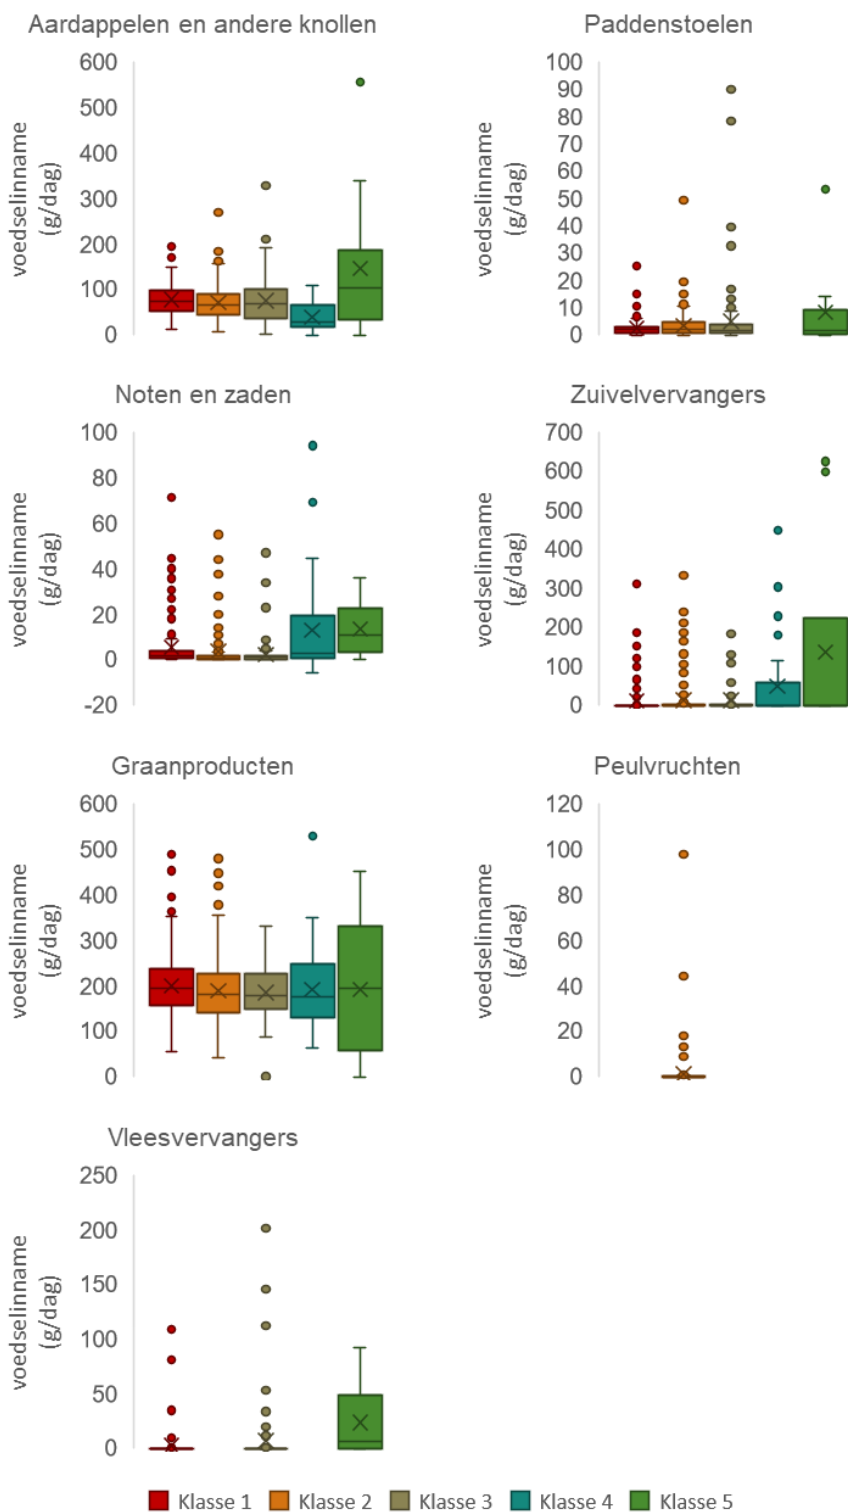 Aardappelen en andere knollen
600
500
400
300
200
100
0
voedselinname
(g/dag)
Paddenstoelen
100
90
80
70
60
50
40
30
20
10
0
voedselinname
(g/dag)
Noten en zaden
100
80
60
40
20
0
-20
voedselinname
(g/dag)
Zuivelvervangers
700
600
500
400
300
200
100
0
voedselinname
(g/dag)
Graanproducten
600
500
400
300
200
100
0
voedselinname
(g/dag)
Peulvruchten
120
100
80
60
40
20
0
voedselinname
(g/dag)
Vleesvervangers
250
200
150
100
50
0
voedselinname
(g/dag)
Klasse 1 Klasse 2 Klasse 3 Klasse 4 Klasse 5